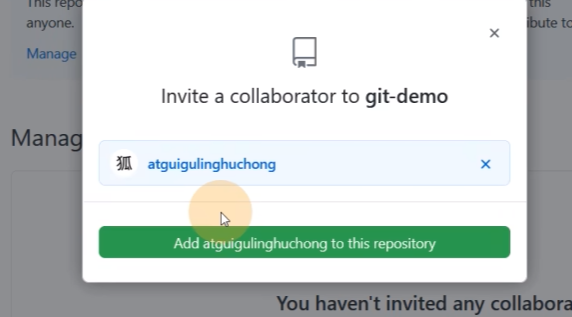 This repo
this
anyone.
ibute to
Manage
×
Invite a collaborator to git-demo
Manag
狐 atguigulinghuchong ×
Add atguigulinghuchong to this repository
You haven't invited any collabora